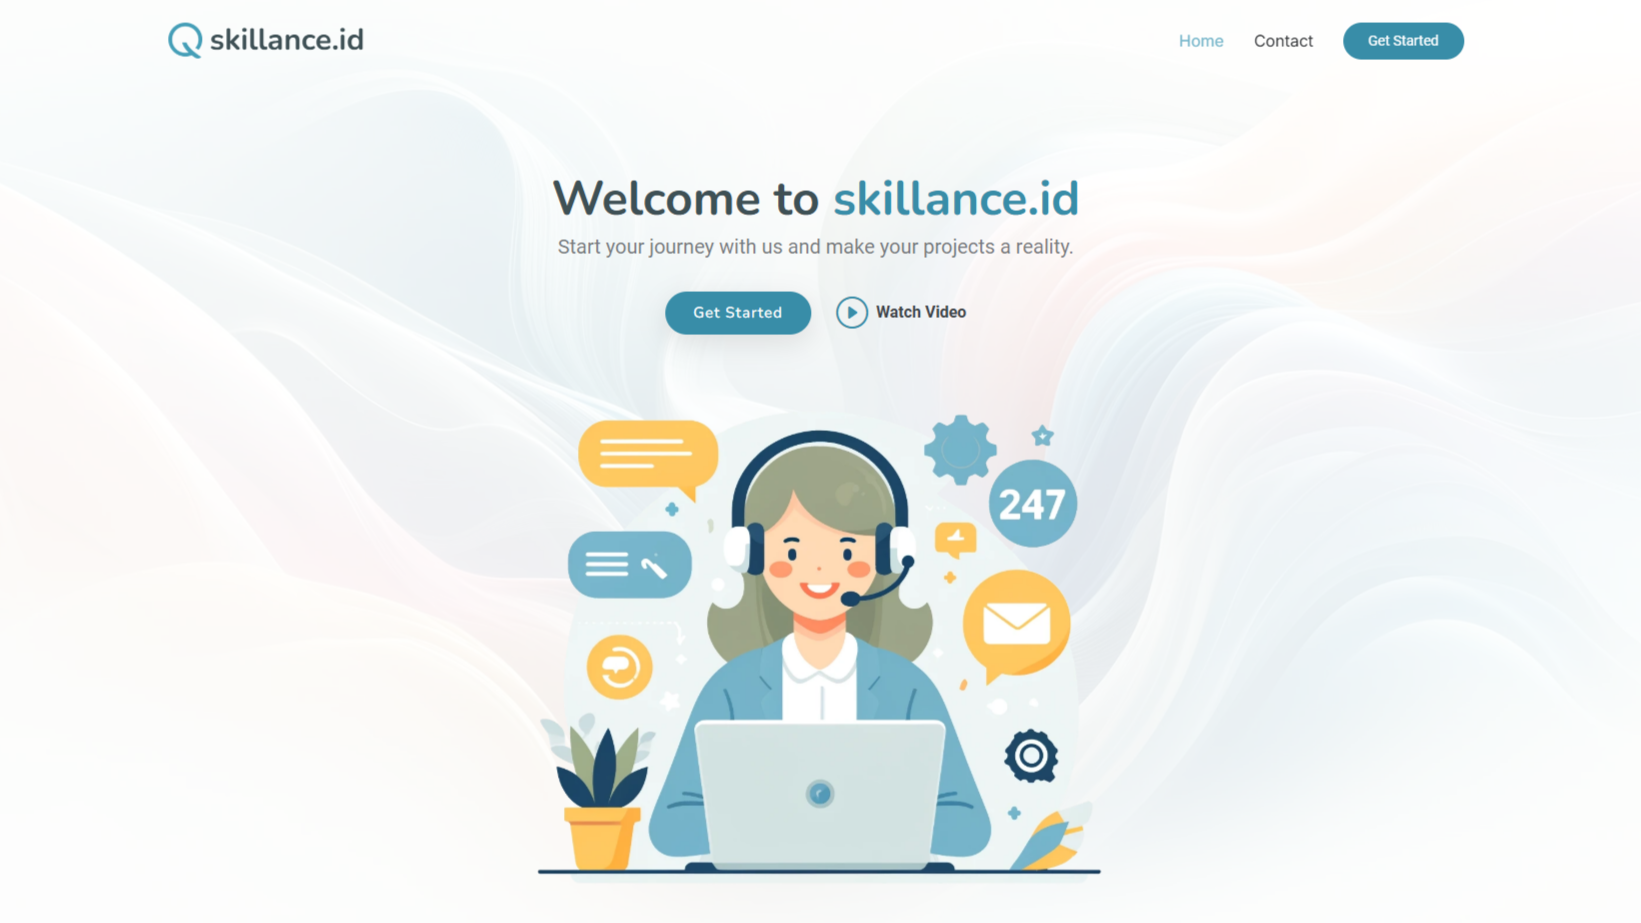 skillance.id
Home
Contact
Get Started
Welcome to skillance.id
Start your journey with us and make your projects a reality.
Get Started
Watch Video
247